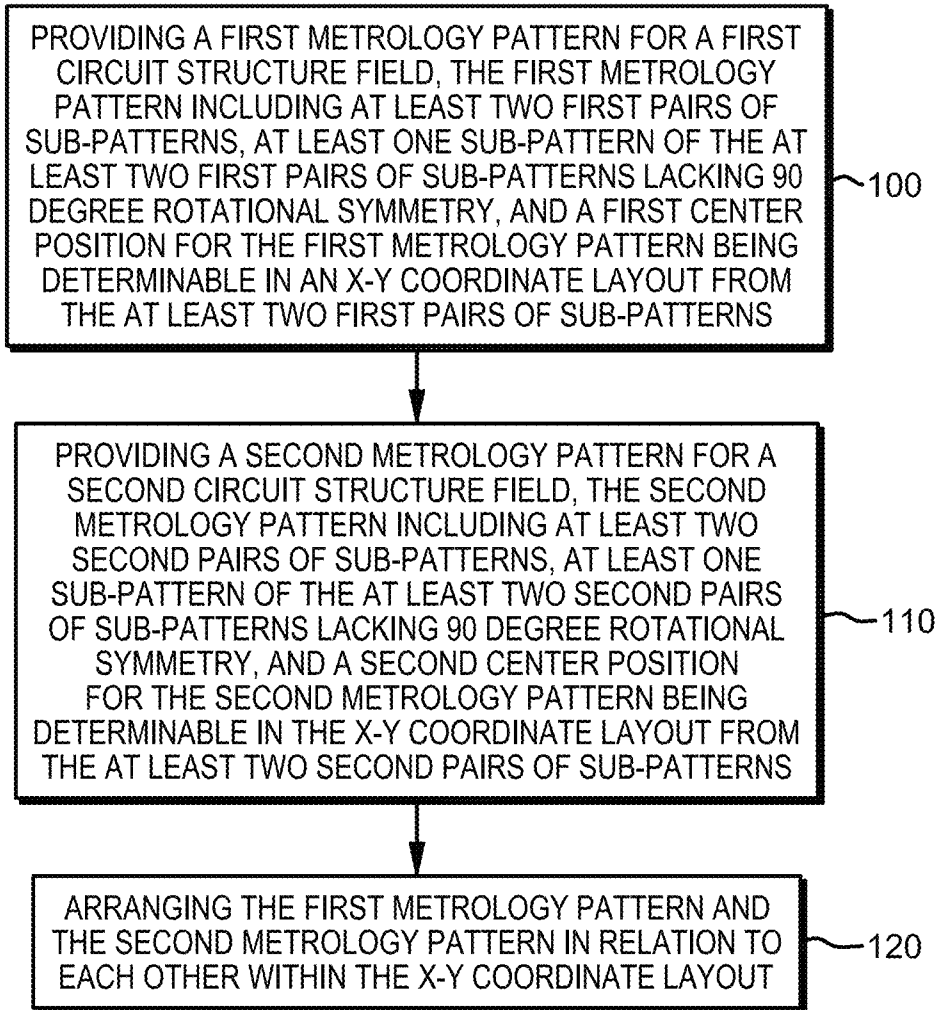 PROVIDING A FIRST METROLOGY PATTERN FOR A FIRST
CIRCUIT STRUCTURE FIELD, THE FIRST METROLOGY
PATTERN INCLUDING AT LEAST TWO FIRST PAIRS OF
SUB-PATTERNS, AT LEAST ONE SUB-PATTERN OF THE AT
LEAST TWO FIRST PAIRS OF SUB-PATTERNS LACKING 90
DEGREE ROTATIONAL SYMMETRY, AND A FIRST CENTER
POSITION FOR THE FIRST METROLOGY PATTERN BEING
DETERMINABLE IN AN X-Y COORDINATE LAYOUT FROM
THE AT LEAST TWO FIRST PAIRS OF SUB-PATTERNS
100
PROVIDING A SECOND METROLOGY PATTERN FOR A
SECOND CIRCUIT STRUCTURE FIELD, THE SECOND
METROLOGY PATTERN INCLUDING AT LEAST TWO
SECOND PAIRS OF SUB-PATTERNS, AT LEAST ONE
SUB-PATTERN OF THE AT LEAST TWO SECOND PAIRS
OF SUB-PATTERNS LACKING 90 DEGREE ROTATIONAL
SYMMETRY, AND A SECOND CENTER POSITION
FOR THE SECOND METROLOGY PATTERN BEING
DETERMINABLE IN THE X-Y COORDINATE LAYOUT FROM
THE AT LEAST TWO SECOND PAIRS OF SUB-PATTERNS
110
ARRANGING THE FIRST METROLOGY PATTERN AND
THE SECOND METROLOGY PATTERN IN RELATION TO
EACH OTHER WITHIN THE X-Y COORDINATE LAYOUT
120